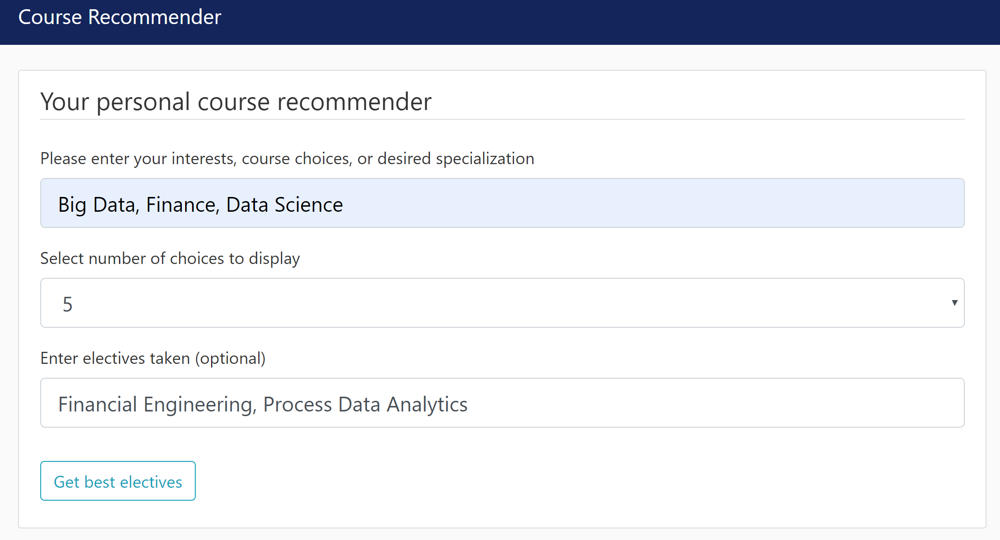 Course Recommender
Your personal course recommender
Please enter your interests, course choices, or desired specialization
Big Data, Finance, Data Science
Select number of choices to display
5
Enter electives taken (optional)
Financial Engineering, Process Data Analytics
Get best electives